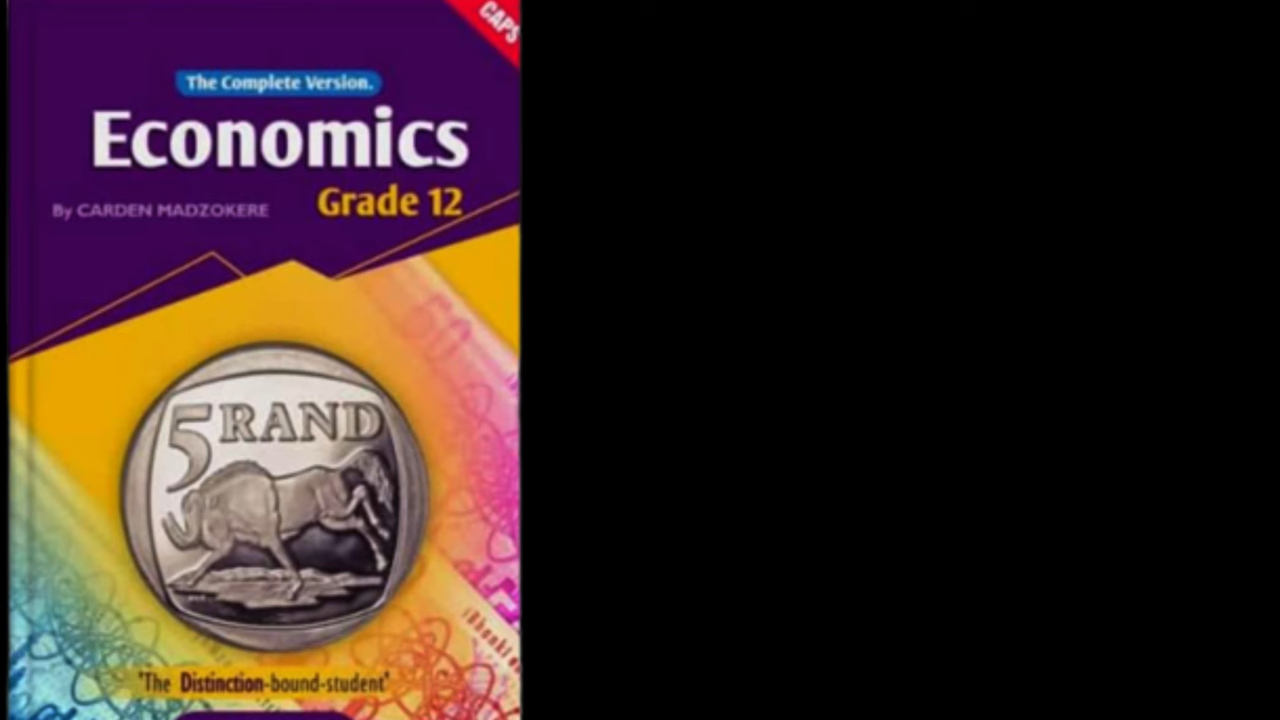 CAPS
The Complete Version.
Economics
Grade 12
By CARDEN MADZOKERE
5 RAND
'The Distinction-bound-student'